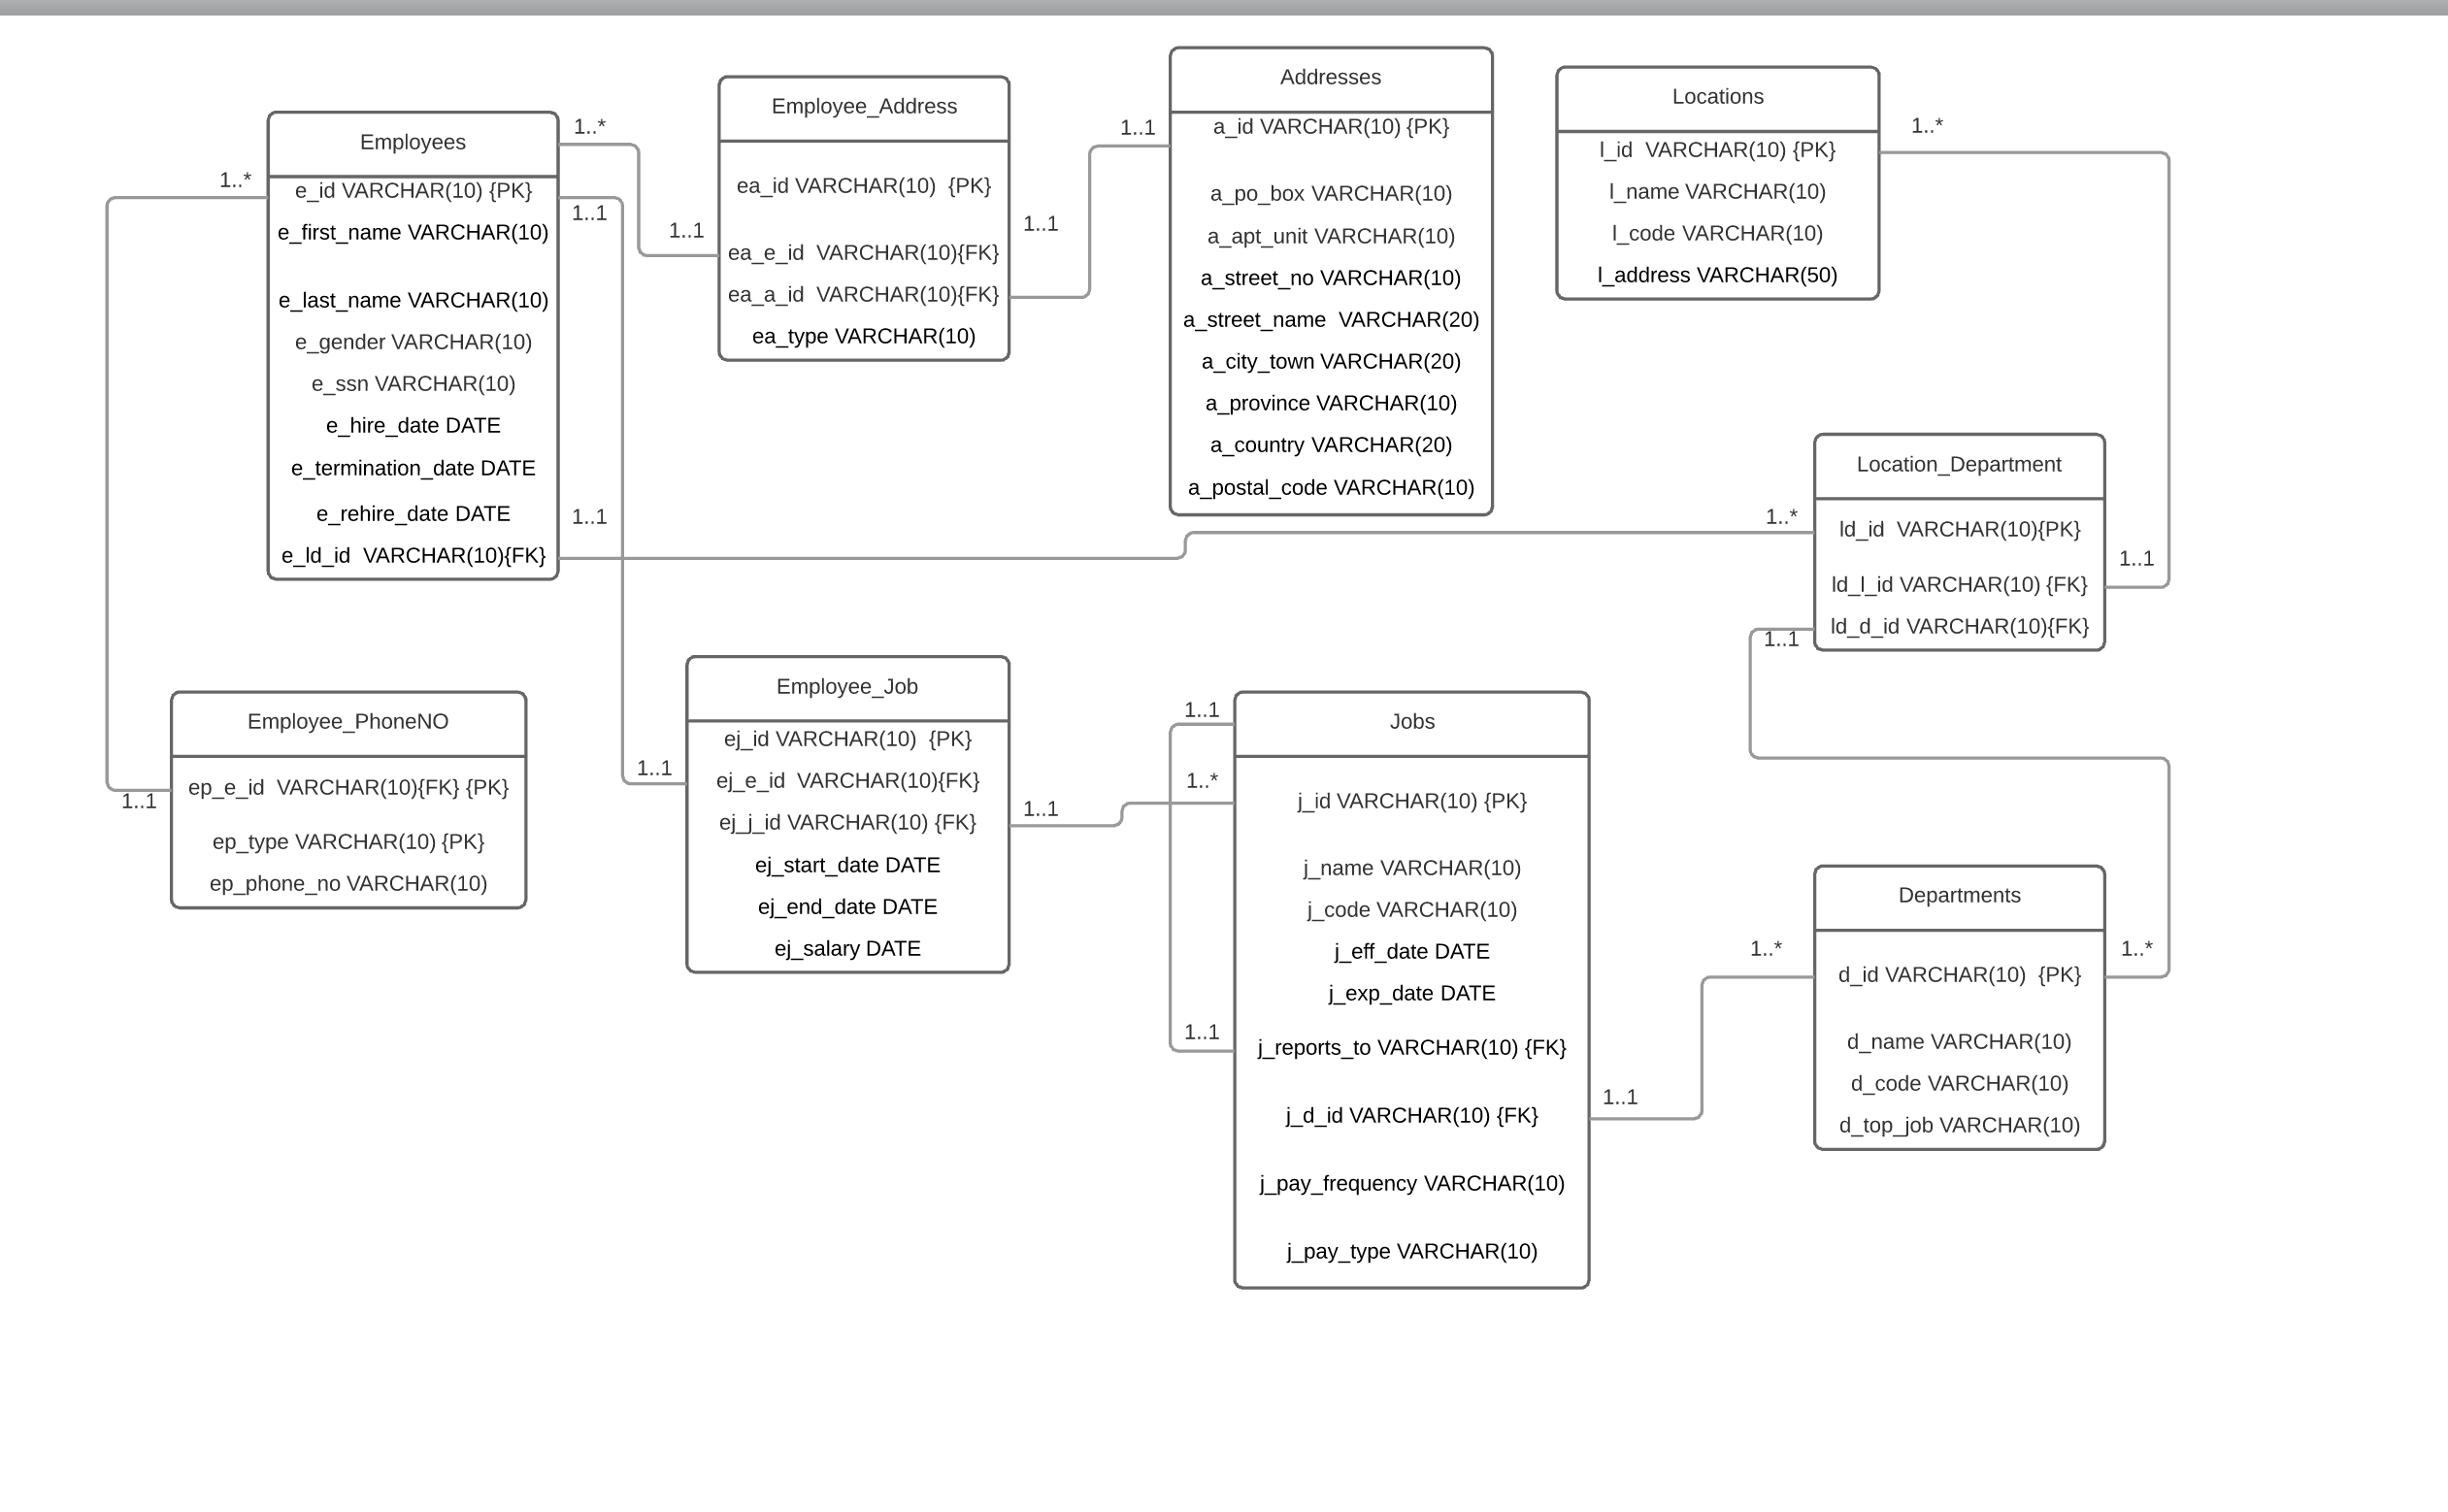 Employees
e_id VARCHAR(10) {PK}
e_first_name VARCHAR(10)
e_last_name VARCHAR(10)
e_gender VARCHAR(10)
e_ssn VARCHAR(10)
e_hire_date DATE
e_termination_date DATE
e_rehire_date DATE
e_ld_id  VARCHAR(10){FK}
1..*
1..*
1..1
1..1
Employee_Address
ea_id VARCHAR(10)  {PK}
ea_e_id  VARCHAR(10){FK}
ea_a_id  VARCHAR(10){FK}
ea_type VARCHAR(10)
1..1
1..1
Addresses
a_id VARCHAR(10) {PK}
a_po_box VARCHAR(10)
a_apt_unit VARCHAR(10)
a_street_no VARCHAR(10)
a_street_name  VARCHAR(20)
a_city_town VARCHAR(20)
a_province VARCHAR(10)
a_country VARCHAR(20)
a_postal_code VARCHAR(10)
1..1
Locations
l_id  VARCHAR(10) {PK}
l_name VARCHAR(10)
l_code VARCHAR(10)
l_address VARCHAR(50)
1..*
Location_Department
ld_id  VARCHAR(10){PK}
ld_l_id VARCHAR(10) {FK}
ld_d_id VARCHAR(10){FK}
1..*
1..1
1..1
Employee_PhoneNO
ep_e_id  VARCHAR(10){FK} {PK}
ep_type VARCHAR(10) {PK}
ep_phone_no VARCHAR(10)
1..1
Employee_Job
ej_id VARCHAR(10)  {PK}
ej_e_id  VARCHAR(10){FK}
ej_j_id VARCHAR(10) {FK}
ej_start_date DATE
ej_end_date DATE
ej_salary DATE
1..1
1..1
Jobs
j_id VARCHAR(10) {PK}
j_name VARCHAR(10)
j_code VARCHAR(10)
j_eff_date DATE
j_exp_date DATE
j_reports_to VARCHAR(10) {FK}
j_d_id VARCHAR(10) {FK}
j_pay_frequency VARCHAR(10)
j_pay_type VARCHAR(10)
1..1
1..*
1..1
1..1
Departments
d_id VARCHAR(10)  {PK}
d_name VARCHAR(10)
d_code VARCHAR(10)
d_top_job VARCHAR(10)
1..*
1..*